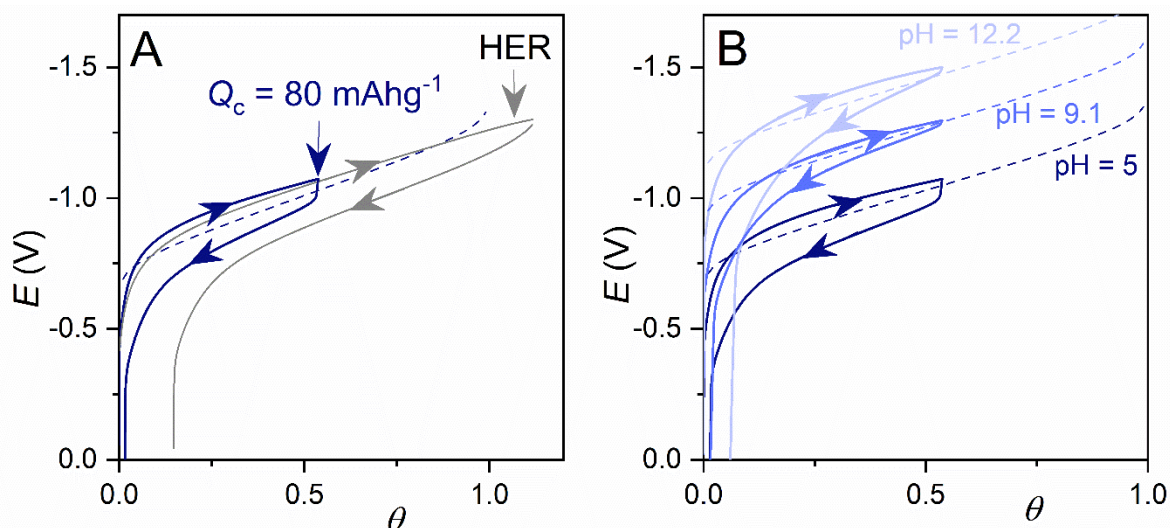 A
HER
Qc = 80 mAhg-1
-1.5
-1.0
-0.5
0.0
E (V)
0.0
0.5
1.0
θ
B
pH = 12.2
pH = 9.1
pH = 5
-1.5
-1.0
-0.5
0.0
E (V)
0.0
0.5
1.0
θ